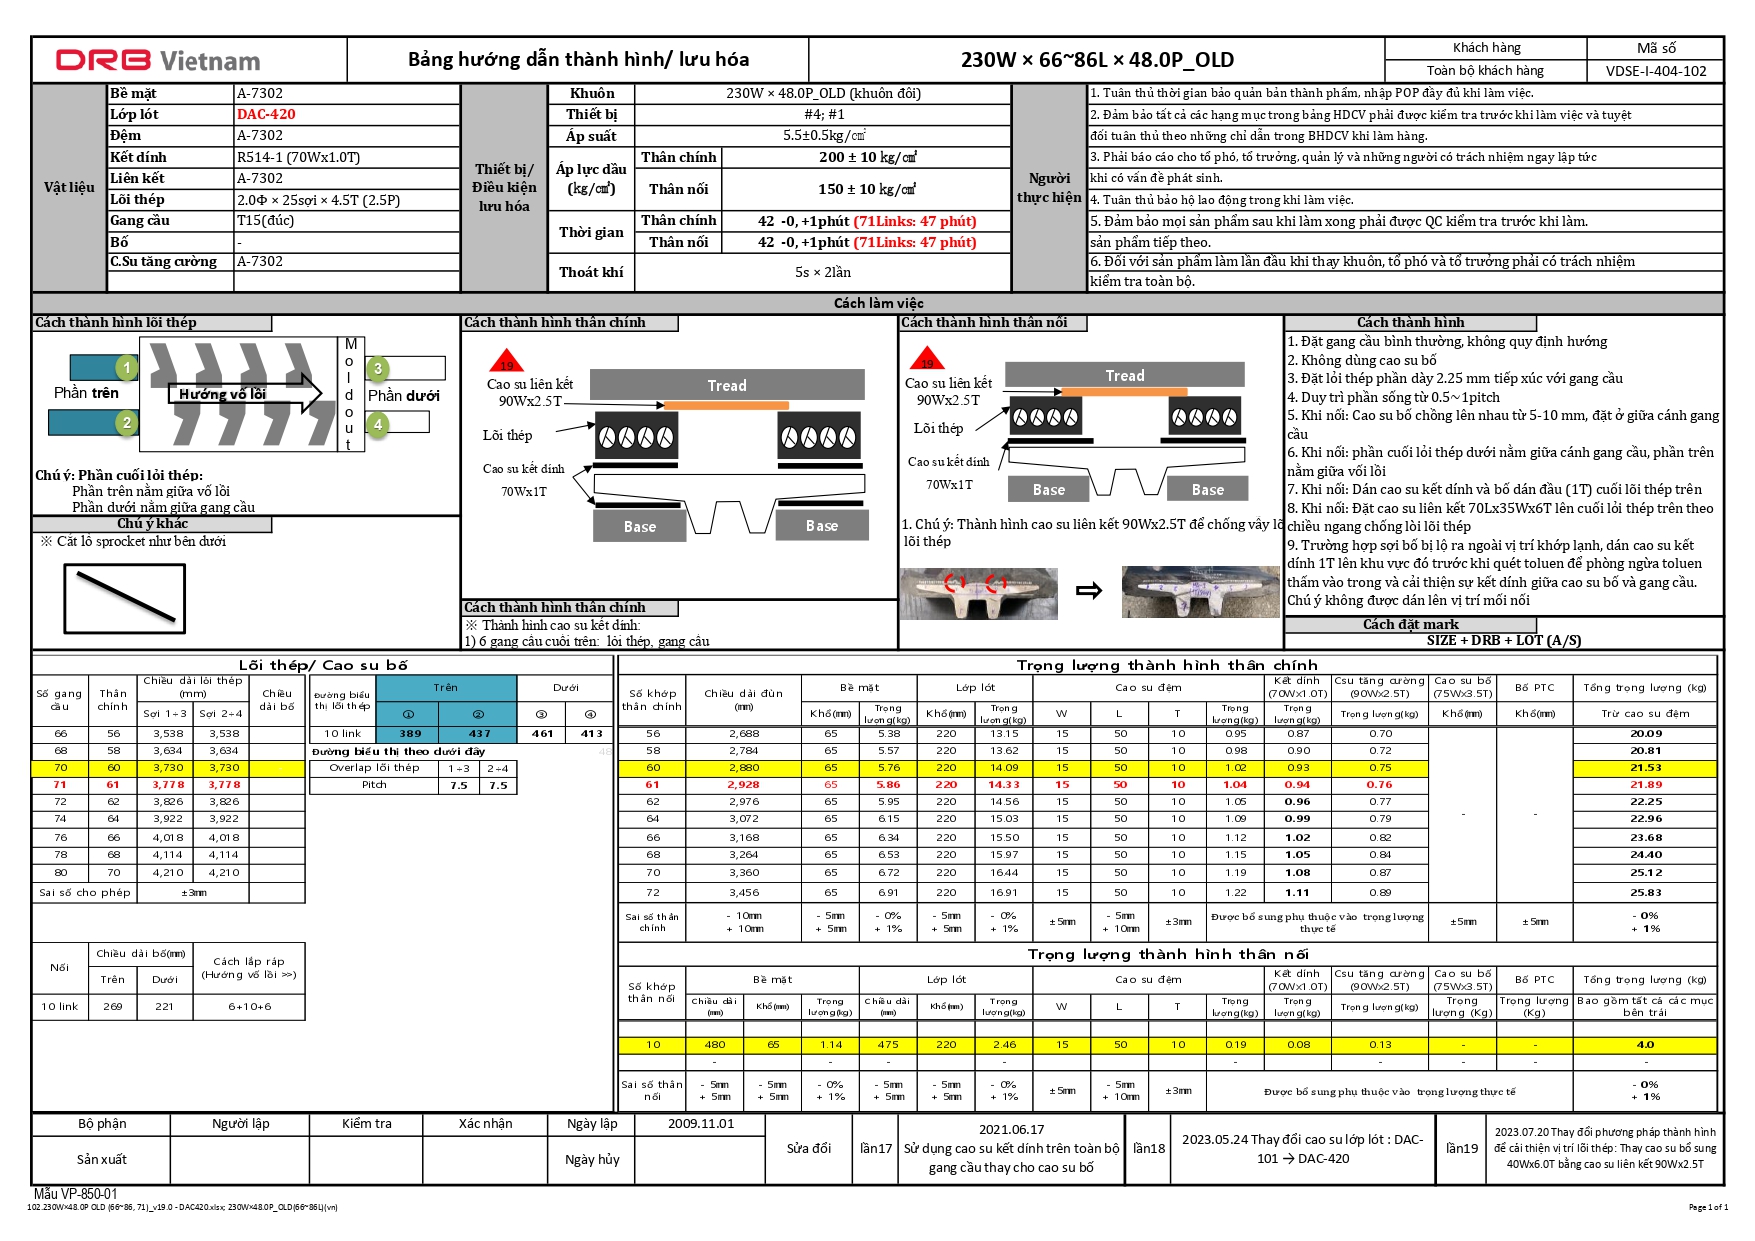 DRB Vietnam
Bảng hướng dẫn thành hình/ lưu hóa
230W × 66~86L × 48.0P_OLD
Khách hàng
Mã số
Toàn bộ khách hàng
VDSE-I-404-102
Vật liệu
Bề mặt A-7302
Lớp lót DAC-420
Đệm A-7302
Kết dính R514-1 (70Wx1.0T)
Liên kết A-7302
Lõi thép 2.0Φ × 25sợi × 4.5T (2.5P)
Gang cầu T15(đúc)
Bố -
C.Su tăng cường A-7302
Thiết bị/
Điều kiện
lưu hóa
Khuôn 230W × 48.0P_OLD (khuôn đôi)
Thiết bị #4; #1
Áp suất 5.5±0.5kg/㎠
Áp lực dầu
(kg/㎠)
Thân chính 200 ± 10 kg/㎠
Thân nối 150 ± 10 kg/㎠
Thời gian
Thân chính 42 -0, +1phút (71Links: 47 phút)
Thân nối 42 -0, +1phút (71Links: 47 phút)
Thoát khí 5s × 2lần
Người
thực hiện
1. Tuân thủ thời gian bảo quản bàn thành phẩm, nhập POP đầy đủ khi làm việc.
2. Đảm bảo tất cả các hạng mục trong bảng HDCV phải được kiểm tra trước khi làm việc và tuyệt
đối tuân thủ theo những chỉ dẫn trong BHDCV khi làm hàng.
3. Phải báo cáo cho tổ phó, tổ trưởng, quản lý và những người có trách nhiệm ngay lập tức
khi có vấn đề phát sinh.
4. Tuân thủ bảo hộ lao động trong khi làm việc.
5. Đảm bảo mọi sản phẩm sau khi làm xong phải được QC kiểm tra trước khi làm.
sản phẩm tiếp theo.
6. Đối với sản phẩm làm lần đầu khi thay khuôn, tổ phó và tổ trưởng phải có trách nhiệm
kiểm tra toàn bộ.
Cách làm việc
Cách thành hình lõi thép
1
2
3
4
Phần trên
Hướng vố lồi
M
o
l
d
o
u
t
Phần dưới
Chú ý: Phần cuối lỏi thép:
Phần trên nằm giữa vố lồi
Phần dưới nằm giữa gang cầu
Chú ý khác
※ Cắt lỗ sprocket như bên dưới
Cách thành hình thân chính
19
Cao su liên kết
90Wx2.5T
Tread
Lõi thép
Cao su kết dính
70Wx1T
Base
Base
Cách thành hình thân chính
※ Thành hình cao su kết dính:
1) 6 gang cầu cuối trên: lỏi thép, gang cầu
Cách thành hình thân nối
19
Cao su liên kết
90Wx2.5T
Tread
Lõi thép
Cao su kết dính
70Wx1T
Base
Base
1. Chú ý: Thành hình cao su liên kết 90Wx2.5T để chống vẩy lõ
lõi thép
Cách thành hình
1. Đặt gang cầu bình thường, không quy định hướng
2. Không dùng cao su bố
3. Đặt lỏi thép phần dày 2.25 mm tiếp xúc với gang cầu
4. Duy trì phần sống từ 0.5~1pitch
5. Khi nối: Cao su bố chồng lên nhau từ 5-10 mm, đặt ở giữa cánh gang
cầu
6. Khi nối: phần cuối lỏi thép dưới nằm giữa cánh gang cầu, phần trên
nằm giữa vối lồi
7. Khi nối: Dán cao su kết dính và bố dán đầu (1T) cuối lõi thép trên
8. Khi nối: Đặt cao su liên kết 70Lx35Wx6T lên cuối lỏi thép trên theo
chiều ngang chống lòi lõi thép
9. Trường hợp sợi bố bị lộ ra ngoài vị trí khớp lạnh, dán cao su kết
dính 1T lên khu vực đó trước khi quét toluen để phòng ngừa toluen
thấm vào trong và cải thiện sự kết dính giữa cao su bố và gang cầu.
Chú ý không được dán lên vị trí mối nối
Cách đặt mark
SIZE + DRB + LOT (A/S)
Lõi thép/ Cao su bố
Số gang cầu Thân chính Chiều dài lỏi thép (mm) Chiều dài bố
Sợi 1÷3 Sợi 2÷4
66 56 3,538 3,538
68 58 3,634 3,634
70 60 3,730 3,730
71 61 3,778 3,778
72 62 3,826 3,826
74 64 3,922 3,922
76 66 4,018 4,018
78 68 4,114 4,114
80 70 4,210 4,210
Sai số cho phép ±3mm
Đường biểu thị lõi thép Trên Dưới
① ② ③ ④
10 link 389 437 461 413
Đường biểu thị theo dưới đây 48
Overlap lõi thép 1÷3 2÷4
Pitch 7.5 7.5
Nối Chiều dài bố(mm) Cách lắp ráp (Hướng vố lồi >>)
Trên Dưới
10 link 269 221 6+10+6
Trọng lượng thành hình thân chính
Số khớp thân chính Chiều dài đùn (mm) Bề mặt Lớp lót Cao su đệm Kết dính (70Wx1.0T) Csu tăng cường (90Wx2.5T) Cao su bố (75Wx3.5T) Bố PTC Tổng trọng lượng (kg)
Khổ(mm) Trọng lượng(kg) Khổ(mm) Trọng lượng(kg) W L T Trọng lượng(kg) Trọng lượng(kg) Trọng lượng(kg) Khổ(mm) Khổ(mm) Trừ cao su đệm
56 2,688 65 5.38 220 13.15 15 50 10 0.95 0.87 0.70 20.09
58 2,784 65 5.57 220 13.62 15 50 10 0.98 0.90 0.72 20.81
60 2,880 65 5.76 220 14.09 15 50 10 1.02 0.93 0.75 21.53
61 2,928 65 5.86 220 14.33 15 50 10 1.04 0.94 0.76 21.89
62 2,976 65 5.95 220 14.56 15 50 10 1.05 0.96 0.77 22.25
64 3,072 65 6.15 220 15.03 15 50 10 1.09 0.99 0.79 - - 22.96
66 3,168 65 6.34 220 15.50 15 50 10 1.12 1.02 0.82 23.68
68 3,264 65 6.53 220 15.97 15 50 10 1.15 1.05 0.84 24.40
70 3,360 65 6.72 220 16.44 15 50 10 1.19 1.08 0.87 25.12
72 3,456 65 6.91 220 16.91 15 50 10 1.22 1.11 0.89 25.83
Sai số thân chính - 10mm + 10mm - 5mm + 5mm - 0% + 1% - 5mm + 5mm - 0% + 1% ±5mm - 5mm + 10mm ±3mm Được bổ sung phụ thuộc vào trọng lượng thực tế ±5mm ±5mm - 0% + 1%
Trọng lượng thành hình thân nối
Số khớp thân nối Bề mặt Lớp lót Cao su đệm Kết dính (70Wx1.0T) Csu tăng cường (90Wx2.5T) Cao su bố (75Wx3.5T) Bố PTC Tổng trọng lượng (kg)
Chiều dài (mm) Khổ(mm) Trọng lượng(kg) Chiều dài (mm) Khổ(mm) Trọng lượng(kg) W L T Trọng lượng(kg) Trọng lượng(kg) Trọng lượng(kg) Trọng lượng (Kg) Trọng lượng (Kg) Bao gồm tất cả các mục bên trái
10 480 65 1.14 475 220 2.46 15 50 10 0.19 0.08 0.13 - - 4.0
- - - - - - - - - -
Sai số thân nối - 5mm + 5mm - 5mm + 5mm - 0% + 1% - 5mm + 5mm - 5mm + 5mm - 0% + 1% ±5mm - 5mm + 10mm ±3mm Được bổ sung phụ thuộc vào trọng lượng thực tế - 0% + 1%
Bộ phận Người lập Kiểm tra Xác nhận Ngày lập 2009.11.01
Sản xuất Ngày hủy
Sửa đổi
lần17
2021.06.17
Sử dụng cao su kết dính trên toàn bộ
gang cầu thay cho cao su bố
lần18
2023.05.24 Thay đổi cao su lớp lót : DAC-
101 → DAC-420
lần19
2023.07.20 Thay đổi phương pháp thành hình
để cải thiện vị trí lõi thép: Thay cao su bổ sung
40Wx6.0T bằng cao su liên kết 90Wx2.5T
Mẫu VP-850-01
102.230W×48.0P OLD (66~86, 71)_v19.0 - DAC420.xlsx; 230W×48.0P_OLD(66~86L)(vn)
Page 1 of 1